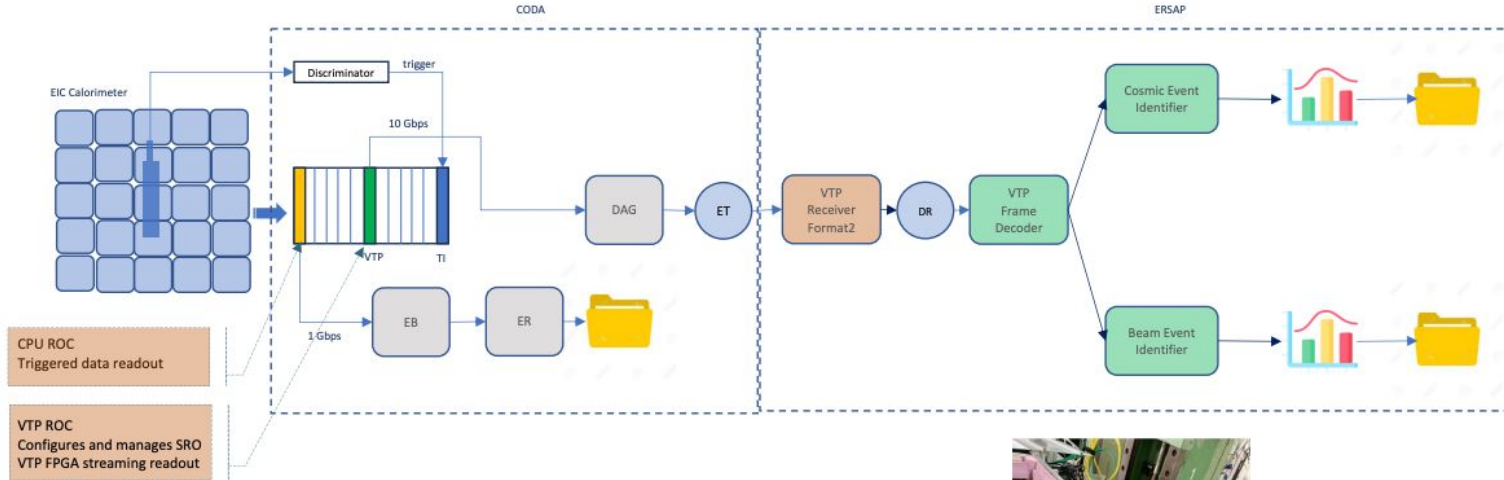 CODA
ERSAP
EIC Calorimeter
Discriminator
trigger
10 Gbps
VTP
TI
DAG
ET
VTP
Receiver
Format2
DR
VTP
Frame
Decoder
Cosmic Event
Identifier
Beam Event
Identifier
1 Gbps
EB
ER
CPU ROC
Triggered data readout
VTP ROC
Configures and manages SRO
VTP FPGA streaming readout